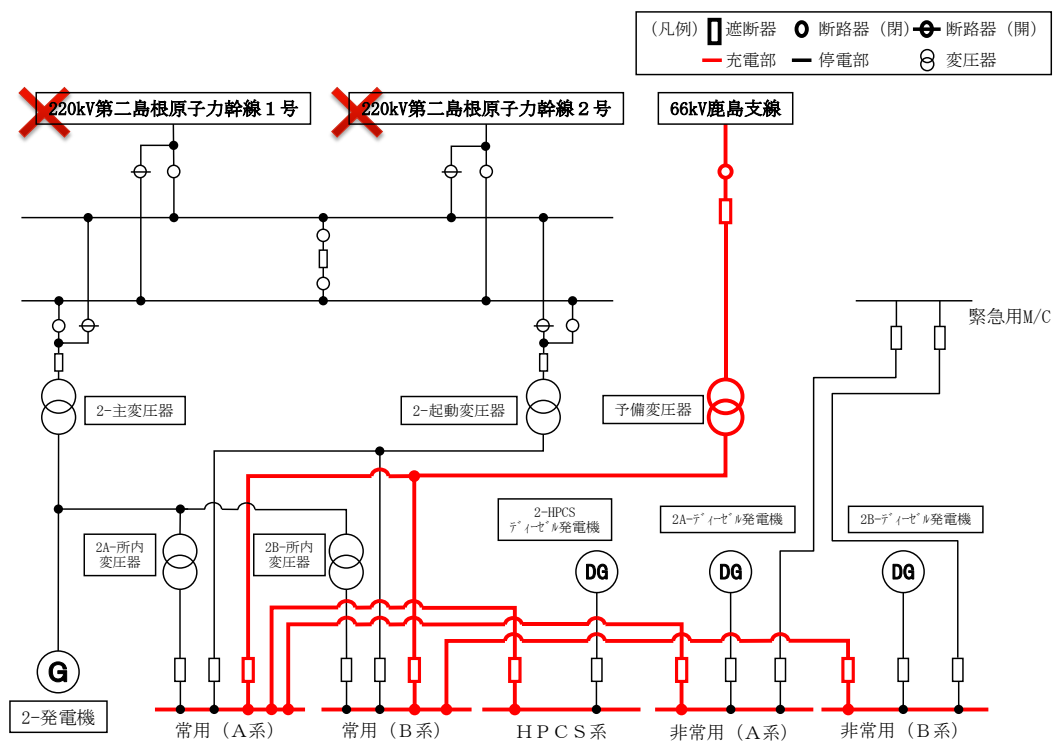 (凡例) 遮断器 断路器（閉） 断路器（開）
充電部 停電部 変圧器
220kV第二島根原子力幹線１号
220kV第二島根原子力幹線２号
66kV鹿島支線
緊急用M/C
2-主変圧器
2-起動変圧器
予備変圧器
2-HPCS
ﾃﾞｨｰｾﾞﾙ発電機
2A-ﾃﾞｨｰｾﾞﾙ発電機
2B-ﾃﾞｨｰｾﾞﾙ発電機
2A-所内
変圧器
2B-所内
変圧器
DG
DG
DG
G
2-発電機
常用（Ａ系）
常用（Ｂ系）
ＨＰＣＳ系
非常用（Ａ系）
非常用（Ｂ系）